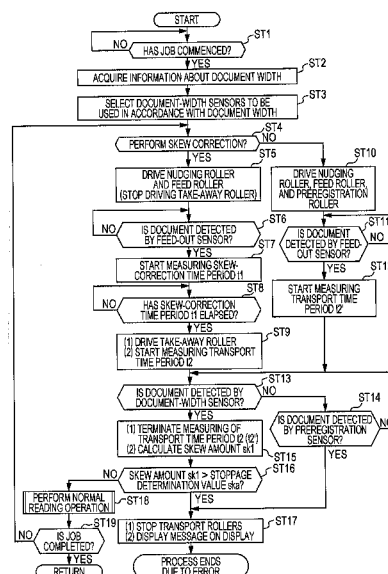 START
ST1
HAS JOB COMMENCED?
NO
YES
ST2
ACQUIRE INFORMATION ABOUT DOCUMENT WIDTH
ST3
SELECT DOCUMENT-WIDTH SENSORS TO BE
USED IN ACCORDANCE WITH DOCUMENT WIDTH
ST4
PERFORM SKEW CORRECTION?
NO
YES
ST5
ST10
DRIVE NUDGING ROLLER
AND FEED ROLLER
(STOP DRIVING TAKE-AWAY ROLLER)
DRIVE NUDGING
ROLLER, FEED ROLLER,
AND PREREGISTRATION
ROLLER
ST6
ST11
NO
IS DOCUMENT DETECTED
BY FEED-OUT SENSOR?
IS DOCUMENT
DETECTED BY FEED-
OUT SENSOR?
NO
YES
ST7
YES
START MEASURING SKEW-
CORRECTION TIME PERIOD t1
START MEASURING
TRANSPORT TIME
PERIOD t2'
ST8
NO
HAS SKEW-CORRECTION
TIME PERIOD t1 ELAPSED?
YES
ST9
(1) DRIVE TAKE-AWAY ROLLER
(2) START MEASURING TRANSPORT
TIME PERIOD t2
ST13
IS DOCUMENT DETECTED BY
DOCUMENT-WIDTH SENSOR?
NO
ST14
YES
IS DOCUMENT DETECTED
BY PREREGISTRATION
SENSOR?
(1) TERMINATE MEASURING OF
TRANSPORT TIME PERIOD t2 (t2')
(2) CALCULATE SKEW AMOUNT sk1
ST15
YES
ST16
NO
SKEW AMOUNT sk1 > STOPPAGE
DETERMINATION VALUE ska?
YES
PERFORM NORMAL
READING OPERATION
ST18
ST17
(1) STOP TRANSPORT ROLLERS
(2) DISPLAY MESSAGE ON DISPLAY
ST19
NO
IS JOB
COMPLETED?
YES
RETURN
PROCESS ENDS
DUE TO ERROR